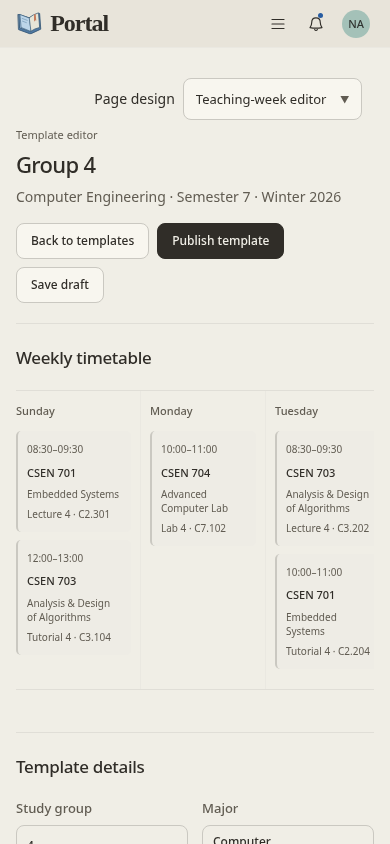 Portal
NA
Page design
Teaching-week editor
Template editor
Group 4
Computer Engineering · Semester 7 · Winter 2026
Back to templates
Publish template
Save draft
Weekly timetable
Sunday
08:30–09:30
CSEN 701
Embedded Systems
Lecture 4 · C2.301
12:00–13:00
CSEN 703
Analysis & Design
of Algorithms
Tutorial 4 · C3.104
Monday
10:00–11:00
CSEN 704
Advanced
Computer Lab
Lab 4 · C7.102
Tuesday
08:30–09:30
CSEN 703
Analysis & Design
of Algorithms
Lecture 4 · C3.202
10:00–11:00
CSEN 701
Embedded
Systems
Tutorial 4 · C2.204
Template details
Study group
Major
4
Computer